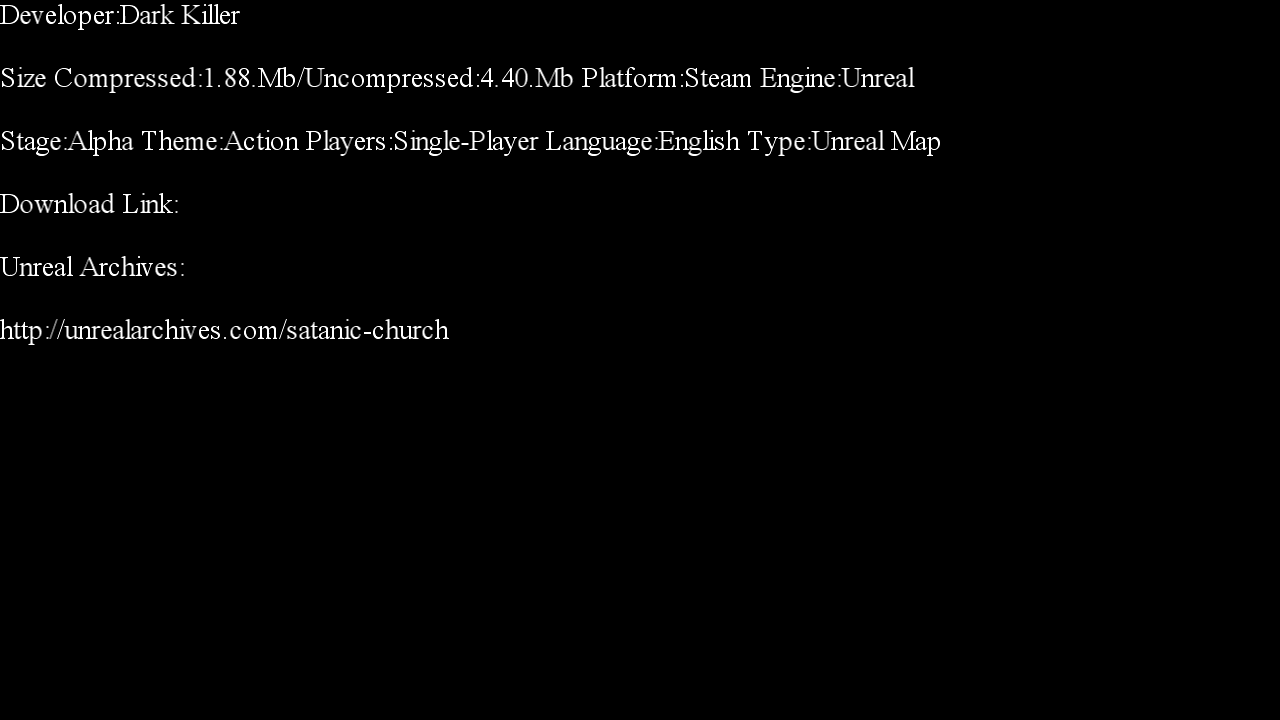 Developer:Dark Killer
Size Compressed:1.88.Mb/Uncompressed:4.40.Mb Platform:Steam Engine:Unreal
Stage:Alpha Theme:Action Players:Single-Player Language:English Type:Unreal Map
Download Link:
Unreal Archives:
http://unrealarchives.com/satanic-church